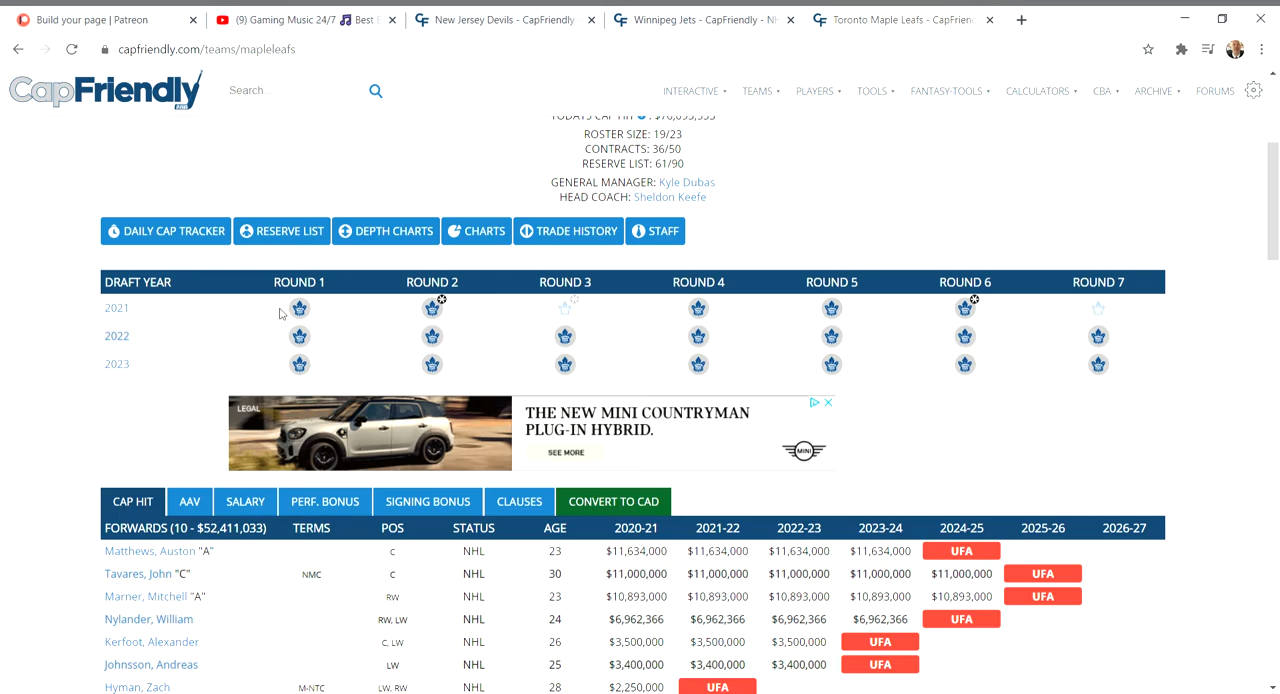 Build your page | Patreon
(9) Gaming Music 24/7 🎵 Best E
New Jersey Devils - CapFriendly
Winnipeg Jets - CapFriendly - NH
Toronto Maple Leafs - CapFrien
capfriendly.com/teams/mapleleafs
CapFriendly
Search...
INTERACTIVE TEAMS PLAYERS TOOLS FANTASY-TOOLS CALCULATORS CBA ARCHIVE FORUMS
ROSTER SIZE: 19/23
CONTRACTS: 36/50
RESERVE LIST: 61/90
GENERAL MANAGER: Kyle Dubas
HEAD COACH: Sheldon Keefe
DAILY CAP TRACKER RESERVE LIST DEPTH CHARTS CHARTS TRADE HISTORY STAFF
DRAFT YEAR ROUND 1 ROUND 2 ROUND 3 ROUND 4 ROUND 5 ROUND 6 ROUND 7
2021
2022
2023
LEGAL
THE NEW MINI COUNTRYMAN
PLUG-IN HYBRID.
SEE MORE
MINI
CAP HIT AAV SALARY PERF. BONUS SIGNING BONUS CLAUSES CONVERT TO CAD
FORWARDS (10 - $52,411,033) TERMS POS STATUS AGE 2020-21 2021-22 2022-23 2023-24 2024-25 2025-26 2026-27
Matthews, Auston "A" C NHL 23 $11,634,000 $11,634,000 $11,634,000 $11,634,000 UFA
Tavares, John "C" NMC C NHL 30 $11,000,000 $11,000,000 $11,000,000 $11,000,000 $11,000,000 UFA
Marner, Mitchell "A" RW NHL 23 $10,893,000 $10,893,000 $10,893,000 $10,893,000 $10,893,000 UFA
Nylander, William RW, LW NHL 24 $6,962,366 $6,962,366 $6,962,366 $6,962,366 UFA
Kerfoot, Alexander C, LW NHL 26 $3,500,000 $3,500,000 $3,500,000 UFA
Johnsson, Andreas LW NHL 25 $3,400,000 $3,400,000 $3,400,000 UFA
Hyman, Zach M-NTC LW, RW NHL 28 $2,250,000 UFA